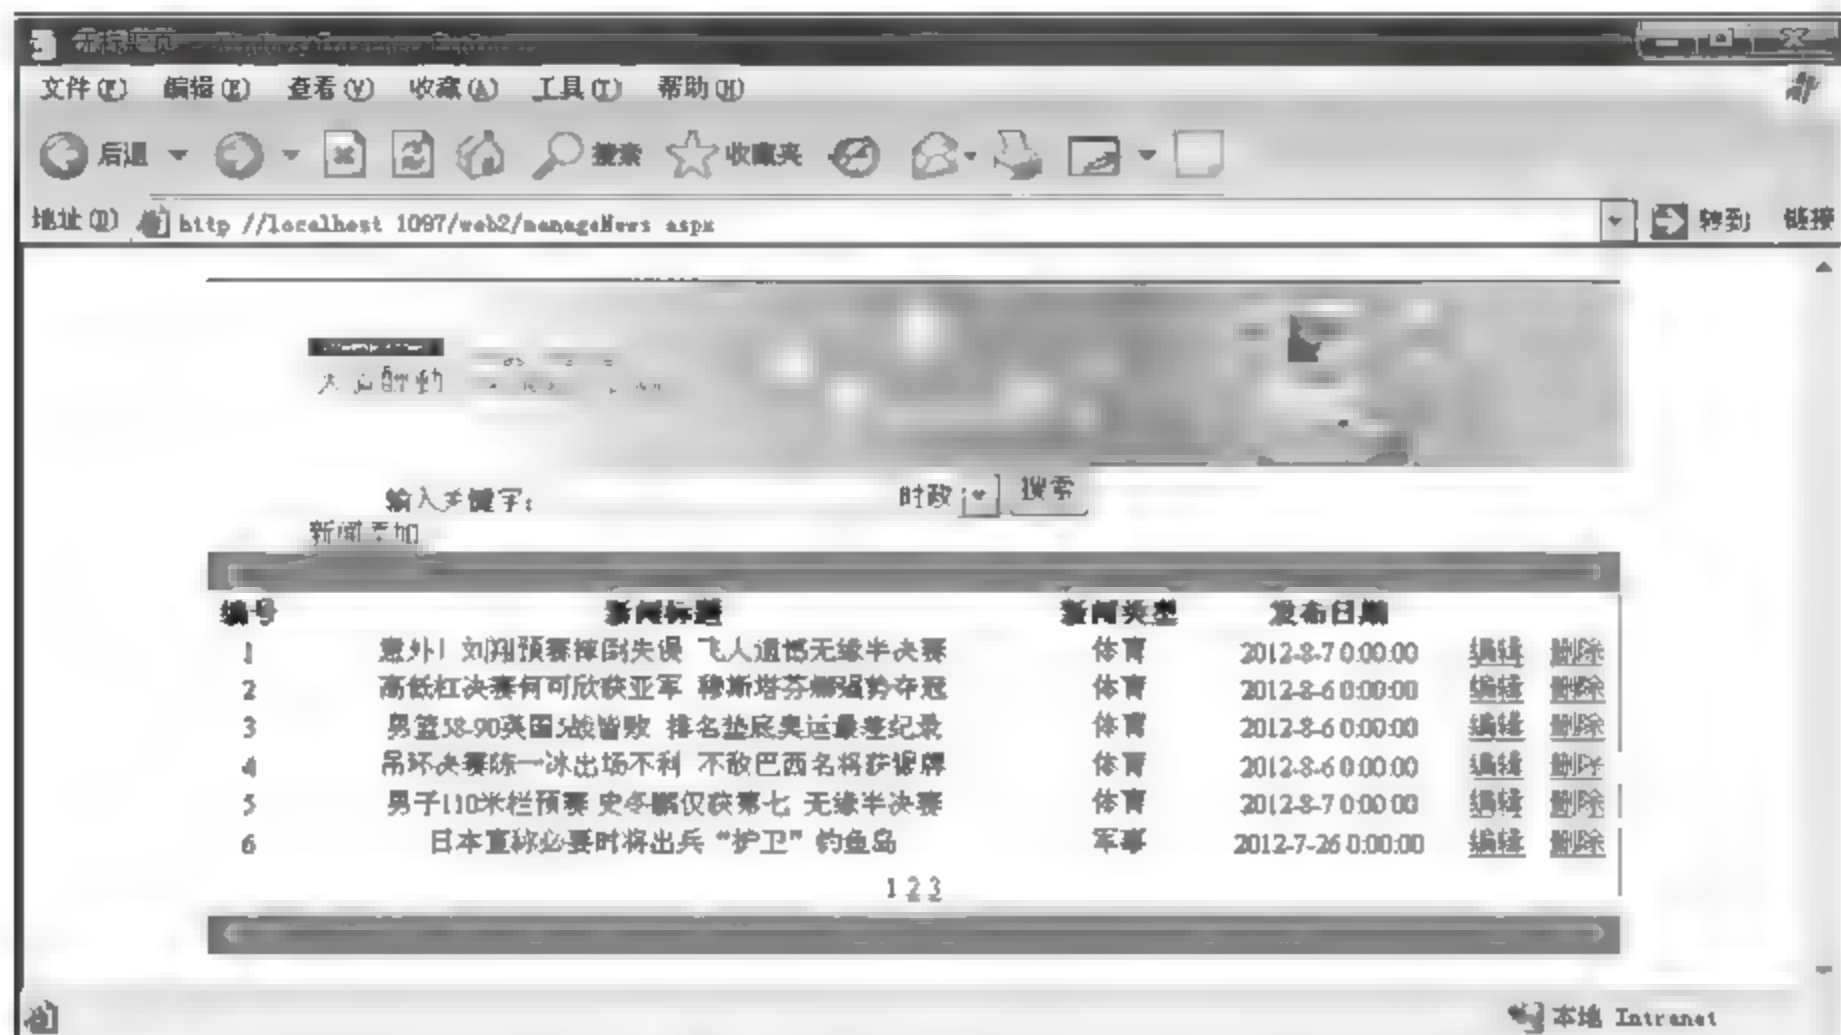 文件(F) 编辑(E) 查看(V) 收藏(A) 工具(T) 帮助(H)
后退 搜索 收藏夹
地址(D) http //localhost 1097/web2/manageNews aspx 转到 链接
输入关键字: 时政 搜索
新闻添加
编号 新闻标题 新闻类型 发布日期
1 意外! 刘翔预赛摔倒失误 飞人遗憾无缘半决赛 体育 2012-8-7 0:00:00 编辑 删除
2 高低杠决赛何可欣获亚军 穆斯塔芬娜强势夺冠 体育 2012-8-6 0:00:00 编辑 删除
3 男篮58-90英国5战皆败 排名垫底奥运最差纪录 体育 2012-8-6 0:00:00 编辑 删除
4 吊环决赛陈一冰出场不利 不敌巴西名将获银牌 体育 2012-8-6 0:00:00 编辑 删除
5 男子110米栏预赛 史冬鹏仅获第七 无缘半决赛 体育 2012-8-7 0:00:00 编辑 删除
6 日本宣称必要时将出兵“护卫”钓鱼岛 军事 2012-7-26 0:00:00 编辑 删除
1 2 3
本地 Intranet